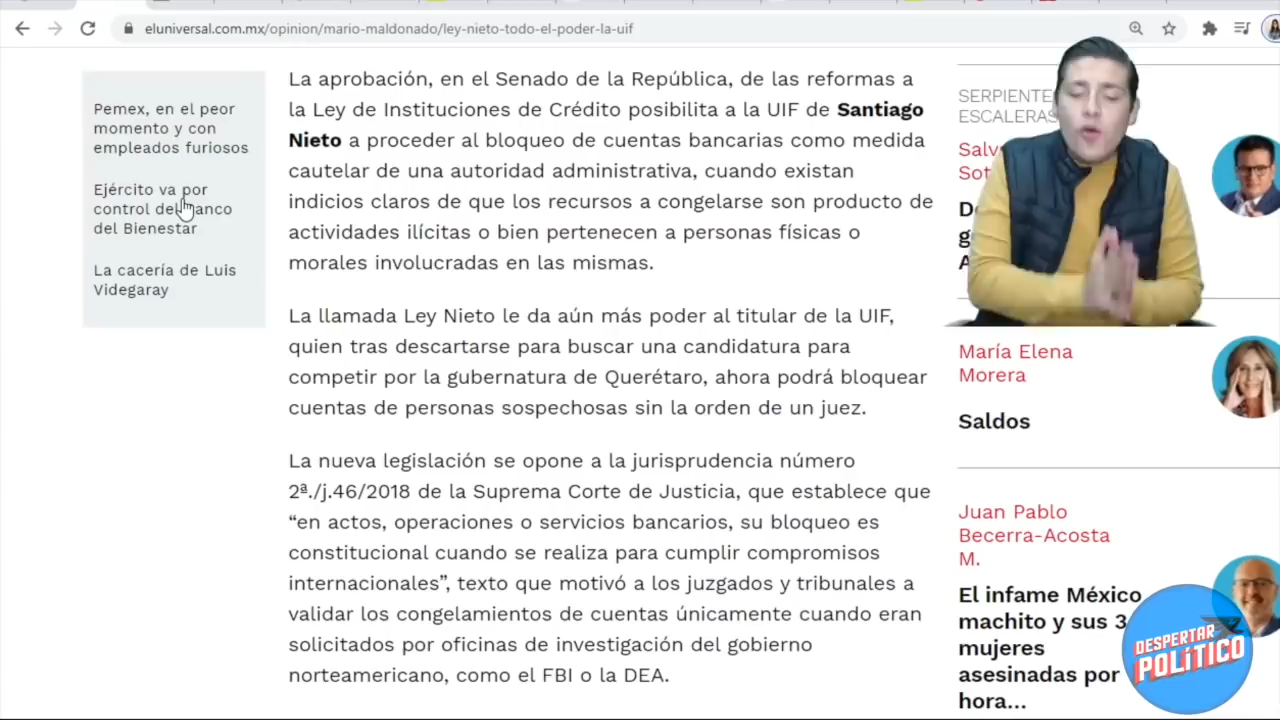 eluniversal.com.mx/opinion/mario-maldonado/ley-nieto-todo-el-poder-la-uif
Pemex, en el peor
momento y con
empleados furiosos
Ejército va por
control del Banco
del Bienestar
La cacería de Luis
Videgaray
La aprobación, en el Senado de la República, de las reformas a
la Ley de Instituciones de Crédito posibilita a la UIF de Santiago
Nieto a proceder al bloqueo de cuentas bancarias como medida
cautelar de una autoridad administrativa, cuando existan
indicios claros de que los recursos a congelarse son producto de
actividades ilícitas o bien pertenecen a personas físicas o
morales involucradas en las mismas.
La llamada Ley Nieto le da aún más poder al titular de la UIF,
quien tras descartarse para buscar una candidatura para
competir por la gubernatura de Querétaro, ahora podrá bloquear
cuentas de personas sospechosas sin la orden de un juez.
La nueva legislación se opone a la jurisprudencia número
2ª./j.46/2018 de la Suprema Corte de Justicia, que establece que
“en actos, operaciones o servicios bancarios, su bloqueo es
constitucional cuando se realiza para cumplir compromisos
internacionales”, texto que motivó a los juzgados y tribunales a
validar los congelamientos de cuentas únicamente cuando eran
solicitados por oficinas de investigación del gobierno
norteamericano, como el FBI o la DEA.
SERPIENTE
ESCALERAS
María Elena
Morera
Saldos
Juan Pablo
Becerra-Acosta
M.
El infame México
machito y sus 3
mujeres
asesinadas por
hora...
DESPERTAR
POLÍTICO